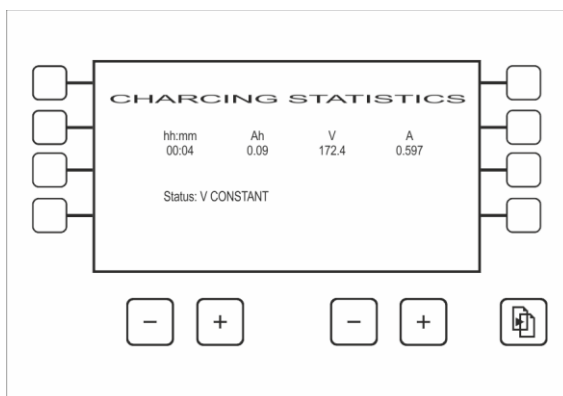 CHARCING STATISTICS
hh:mm Ah V A
00:04 0.09 172.4 0.597
Status: V CONSTANT
− + − +